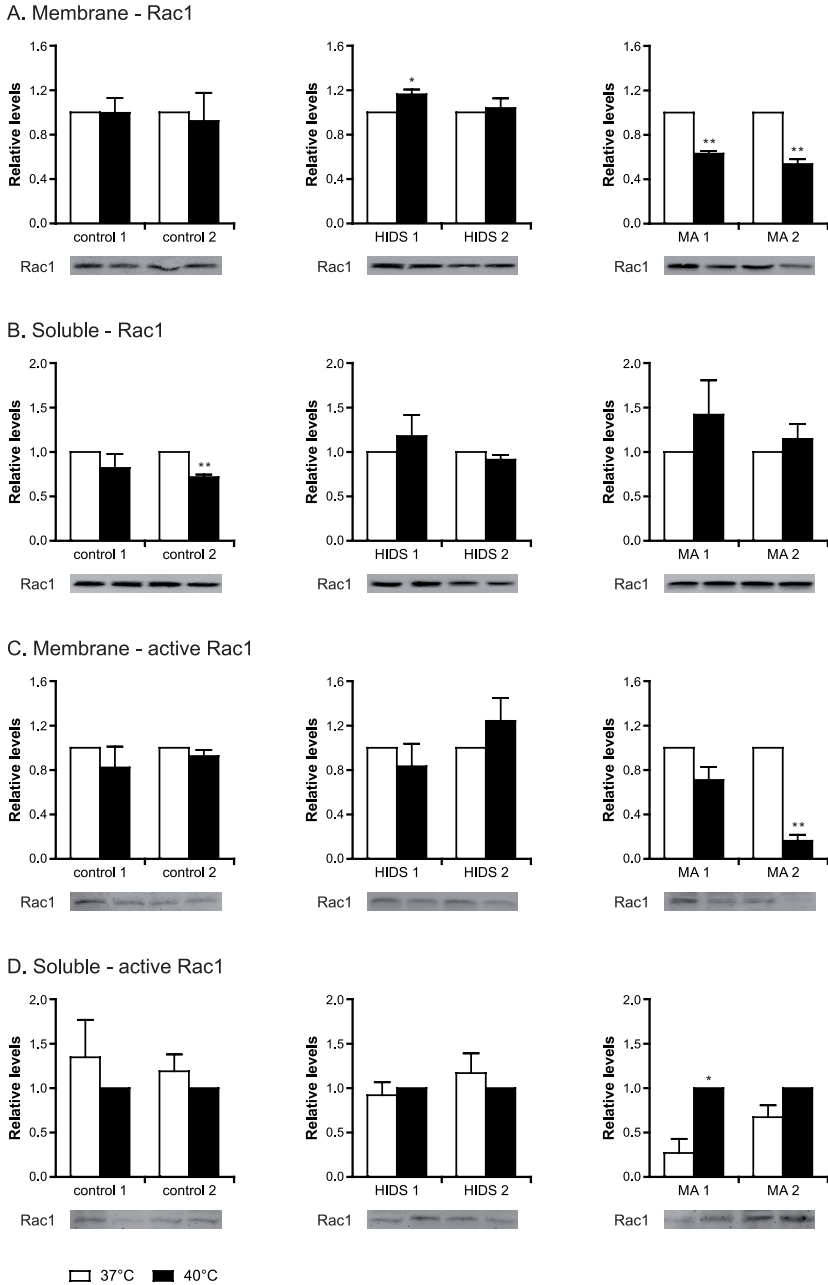 A. Membrane - Rac1
Relative levels
1.6
1.2
0.8
0.4
0.0
control 1 control 2
Rac1
Relative levels
1.6
1.2
0.8
0.4
0.0
*
HIDS 1 HIDS 2
Rac1
Relative levels
1.6
1.2
0.8
0.4
0.0
**
**
MA 1 MA 2
Rac1
B. Soluble - Rac1
Relative levels
2.0
1.5
1.0
0.5
0.0
**
control 1 control 2
Rac1
Relative levels
2.0
1.5
1.0
0.5
0.0
HIDS 1 HIDS 2
Rac1
Relative levels
2.0
1.5
1.0
0.5
0.0
MA 1 MA 2
Rac1
C. Membrane - active Rac1
Relative levels
1.6
1.2
0.8
0.4
0.0
control 1 control 2
Rac1
Relative levels
1.6
1.2
0.8
0.4
0.0
HIDS 1 HIDS 2
Rac1
Relative levels
1.6
1.2
0.8
0.4
0.0
**
MA 1 MA 2
Rac1
D. Soluble - active Rac1
Relative levels
2.0
1.5
1.0
0.5
0.0
control 1 control 2
Rac1
Relative levels
2.0
1.5
1.0
0.5
0.0
HIDS 1 HIDS 2
Rac1
Relative levels
2.0
1.5
1.0
0.5
0.0
*
MA 1 MA 2
Rac1
37°C 40°C